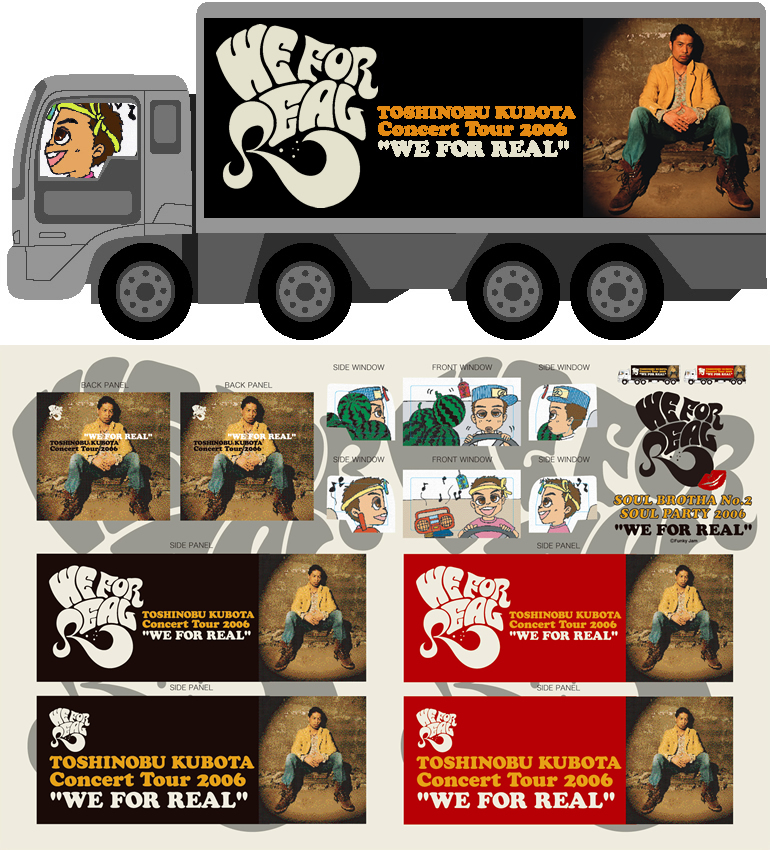 WE FOR
REAL
TOSHINOBU KUBOTA
Concert Tour 2006
"WE FOR REAL"
BACK PANEL
BACK PANEL
SIDE WINDOW
FRONT WINDOW
SIDE WINDOW
"WE FOR REAL"
TOSHINOBU KUBOTA
Concert Tour 2006
"WE FOR REAL"
TOSHINOBU KUBOTA
Concert Tour 2006
SIDE WINDOW
FRONT WINDOW
SIDE WINDOW
WE FOR
REAL
SOUL BROTHA No.2
SOUL PARTY 2006
"WE FOR REAL"
©Funky Jam
SIDE PANEL
SIDE PANEL
WE FOR
REAL
TOSHINOBU KUBOTA
Concert Tour 2006
"WE FOR REAL"
WE FOR
REAL
TOSHINOBU KUBOTA
Concert Tour 2006
"WE FOR REAL"
SIDE PANEL
SIDE PANEL
WE FOR
REAL
TOSHINOBU KUBOTA
Concert Tour 2006
"WE FOR REAL"
WE FOR
REAL
TOSHINOBU KUBOTA
Concert Tour 2006
"WE FOR REAL"